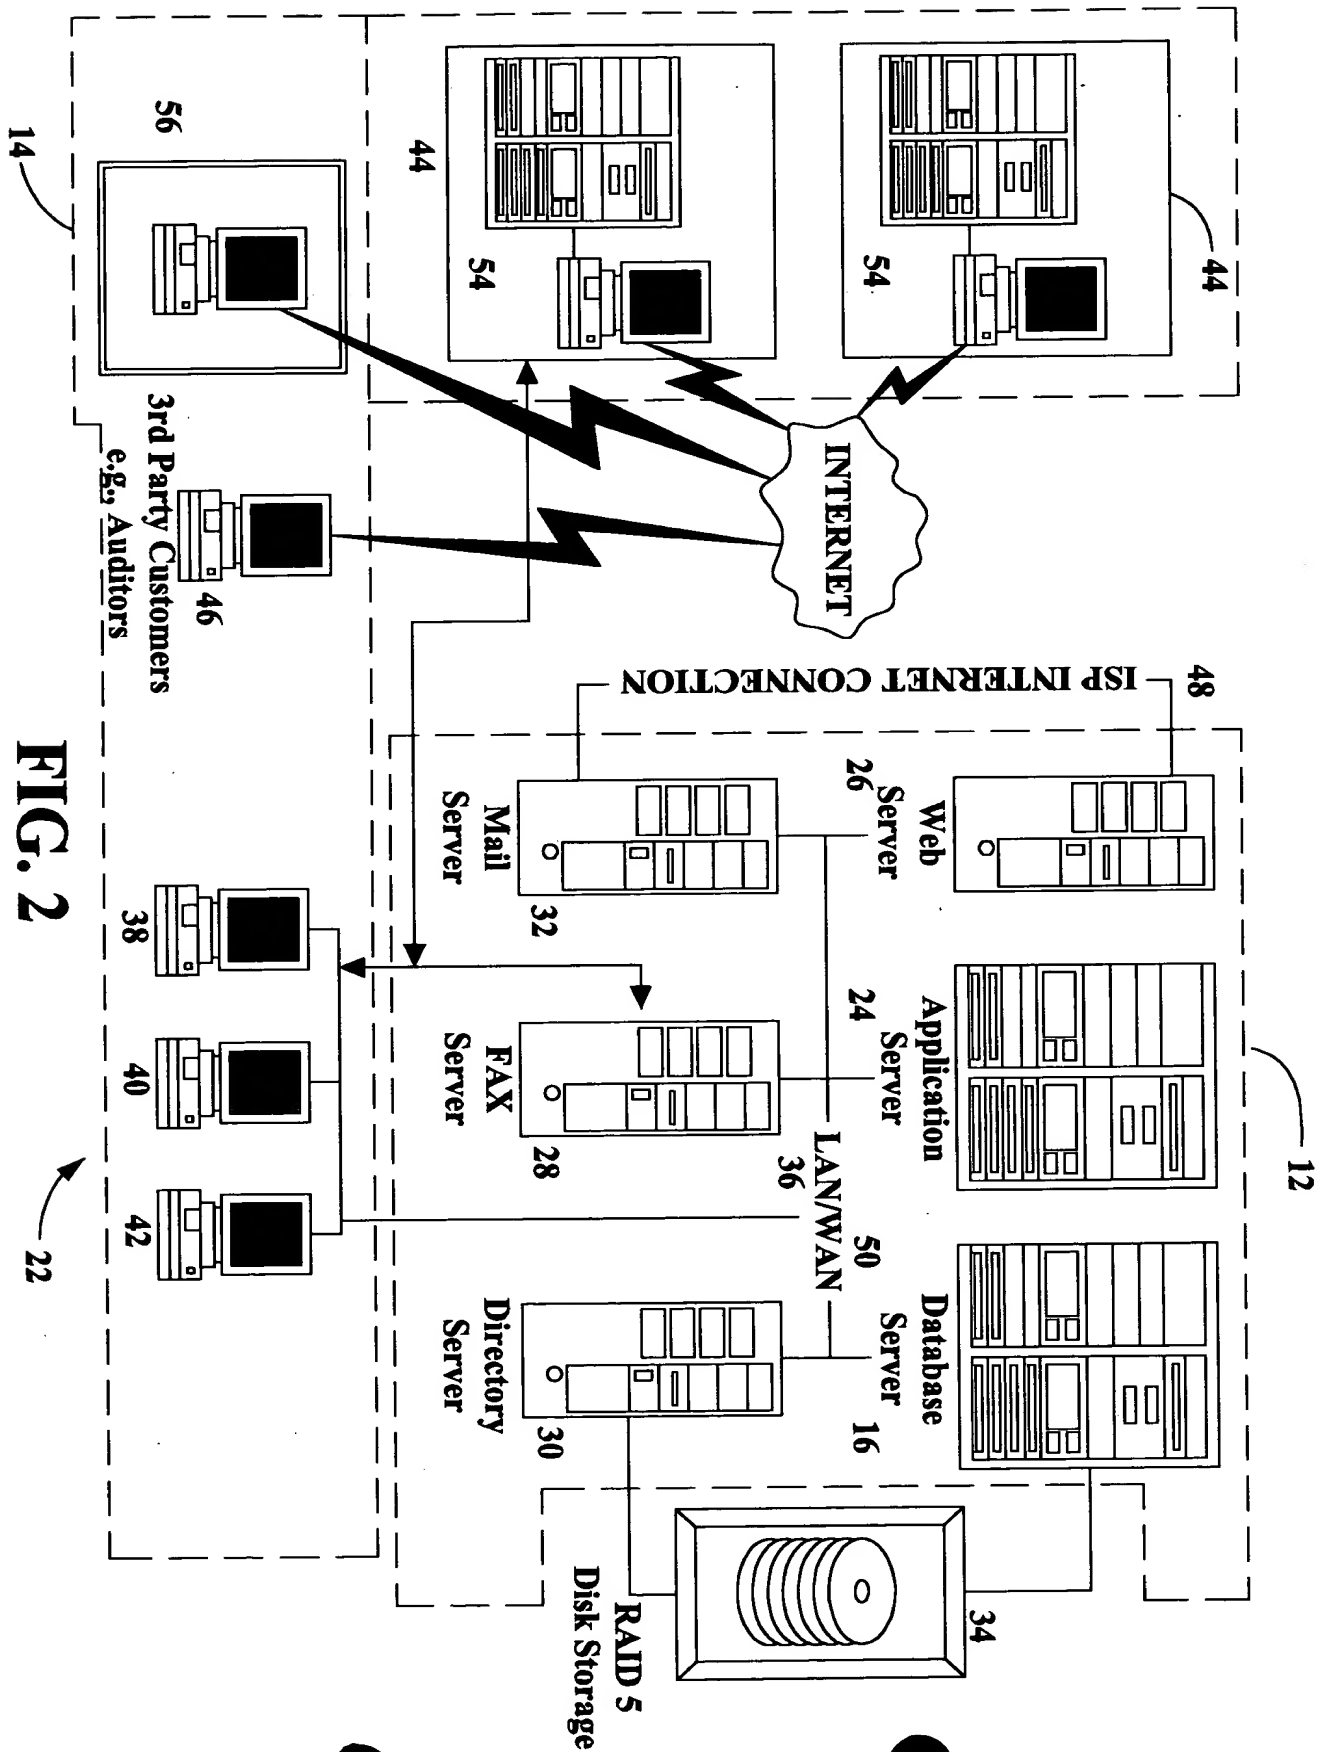 12
44
48
ISP INTERNET CONNECTION
34
Web
Server
26
Application
Server
24
Database
Server
16
54
INTERNET
50
LAN/WAN
36
RAID 5
Disk Storage
32
Mail
Server
28
FAX
Server
30
Directory
Server
54
44
46
56
3rd Party Customers
e.g., Auditors
38
40
42
14
22
FIG. 2